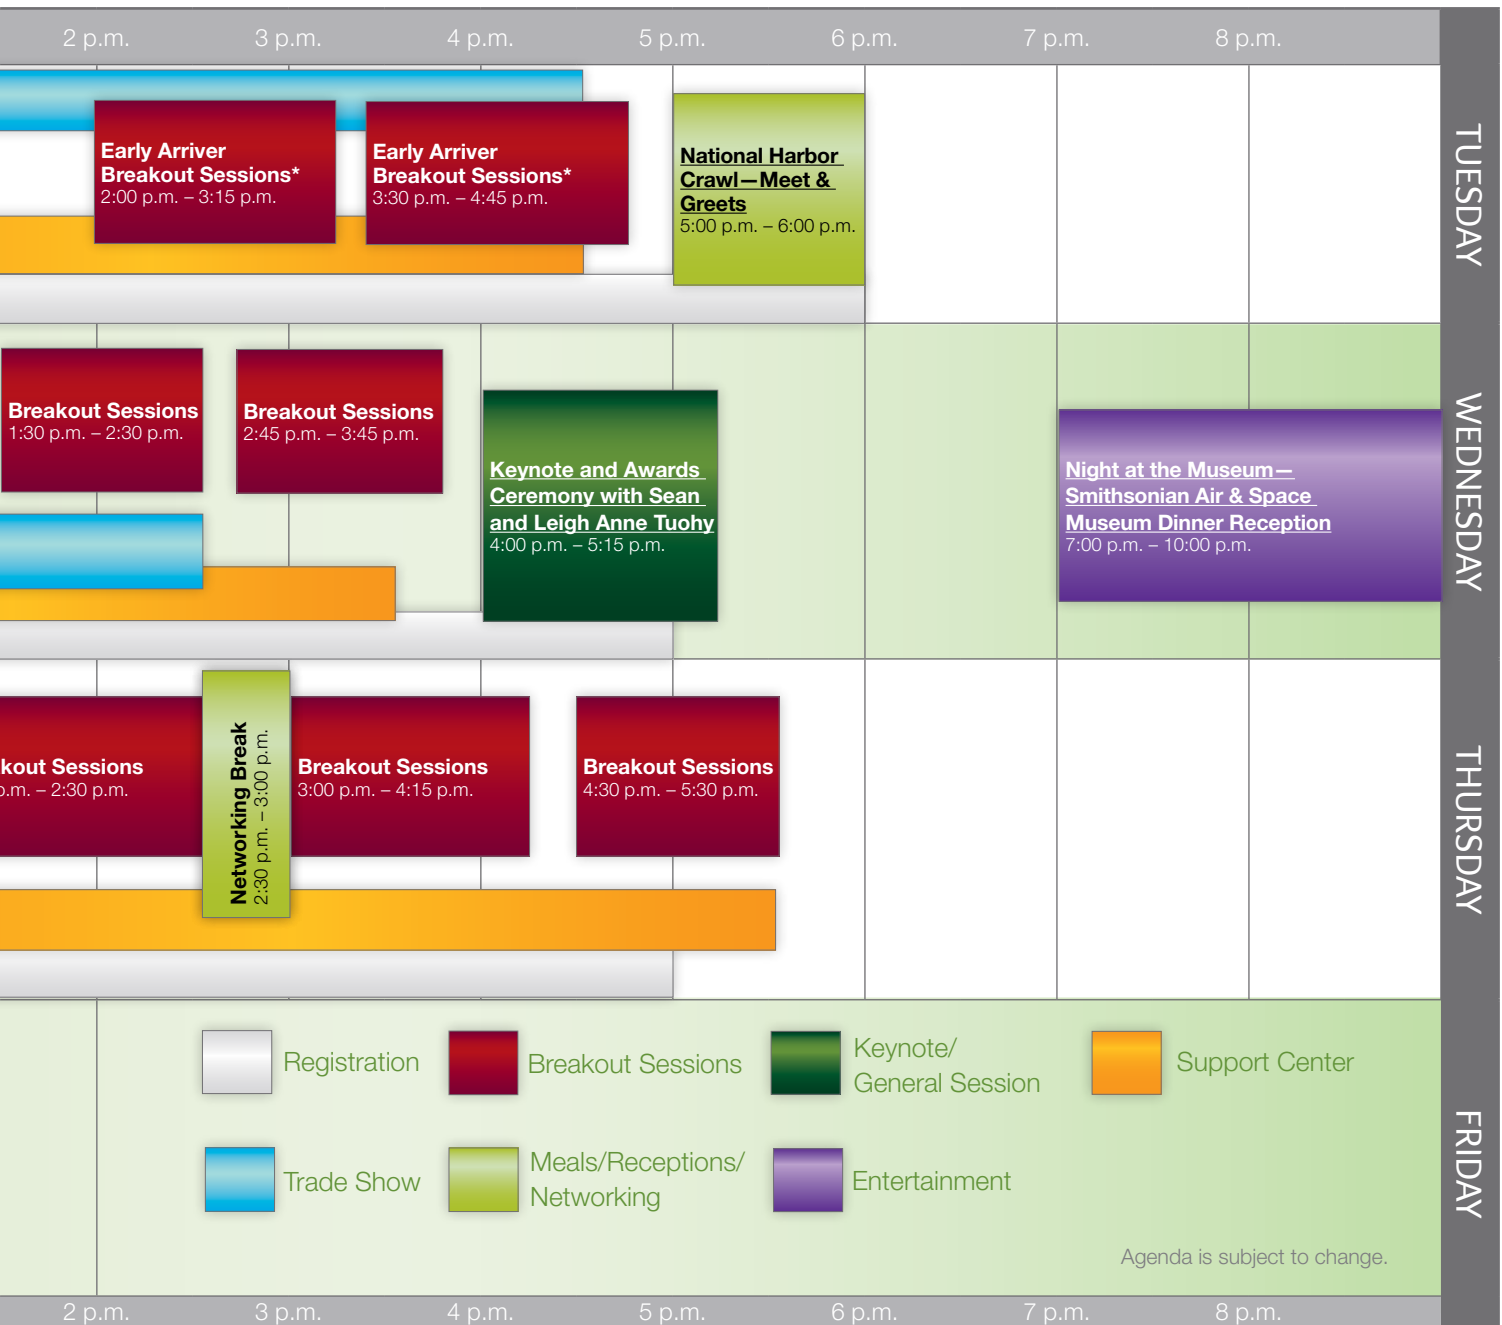 2 p.m. 3 p.m. 4 p.m. 5 p.m. 6 p.m. 7 p.m. 8 p.m.
TUESDAY
Early Arriver
Breakout Sessions*
2:00 p.m. – 3:15 p.m.
Early Arriver
Breakout Sessions*
3:30 p.m. – 4:45 p.m.
National Harbor
Crawl—Meet &
Greets
5:00 p.m. – 6:00 p.m.
WEDNESDAY
Breakout Sessions
1:30 p.m. – 2:30 p.m.
Breakout Sessions
2:45 p.m. – 3:45 p.m.
Keynote and Awards
Ceremony with Sean
and Leigh Anne Tuohy
4:00 p.m. – 5:15 p.m.
Night at the Museum—
Smithsonian Air & Space
Museum Dinner Reception
7:00 p.m. – 10:00 p.m.
THURSDAY
kout Sessions
p.m. – 2:30 p.m.
Networking Break
2:30 p.m. – 3:00 p.m.
Breakout Sessions
3:00 p.m. – 4:15 p.m.
Breakout Sessions
4:30 p.m. – 5:30 p.m.
FRIDAY
Registration
Breakout Sessions
Keynote/
General Session
Support Center
Trade Show
Meals/Receptions/
Networking
Entertainment
Agenda is subject to change.
2 p.m. 3 p.m. 4 p.m. 5 p.m. 6 p.m. 7 p.m. 8 p.m.